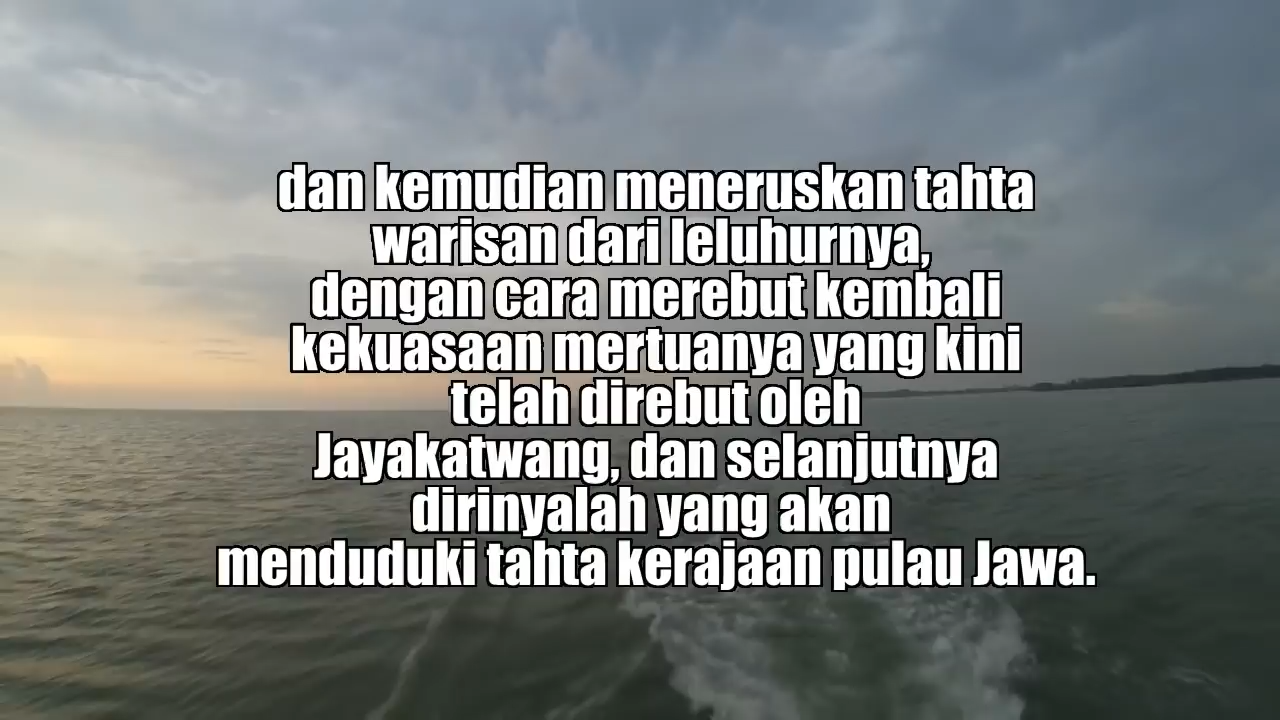 dan kemudian meneruskan tahta
warisan dari leluhurnya,
dengan cara merebut kembali
kekuasaan mertuanya yang kini
telah direbut oleh
Jayakatwang, dan selanjutnya
dirinyalah yang akan
menduduki tahta kerajaan pulau Jawa.